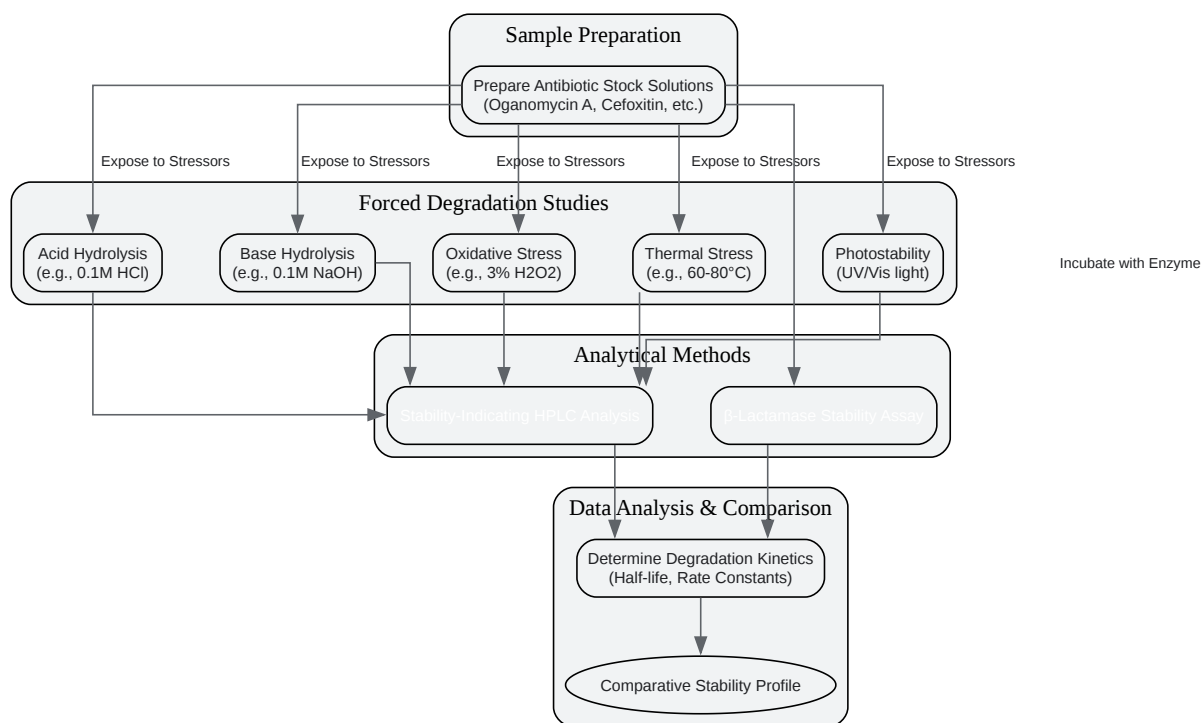 Sample Preparation
Prepare Antibiotic Stock Solutions
(Oganomycin A, Cefoxitin, etc.)
Expose to Stressors
Expose to Stressors
Expose to Stressors
Expose to Stressors
Expose to Stressors
Forced Degradation Studies
Acid Hydrolysis
(e.g., 0.1M HCl)
Base Hydrolysis
(e.g., 0.1M NaOH)
Oxidative Stress
(e.g., 3% H2O2)
Thermal Stress
(e.g., 60-80°C)
Photostability
(UV/Vis light)
Incubate with Enzyme
Analytical Methods
Stability-Indicating HPLC Analysis
β-Lactamase Stability Assay
Data Analysis & Comparison
Determine Degradation Kinetics
(Half-life, Rate Constants)
Comparative Stability Profile